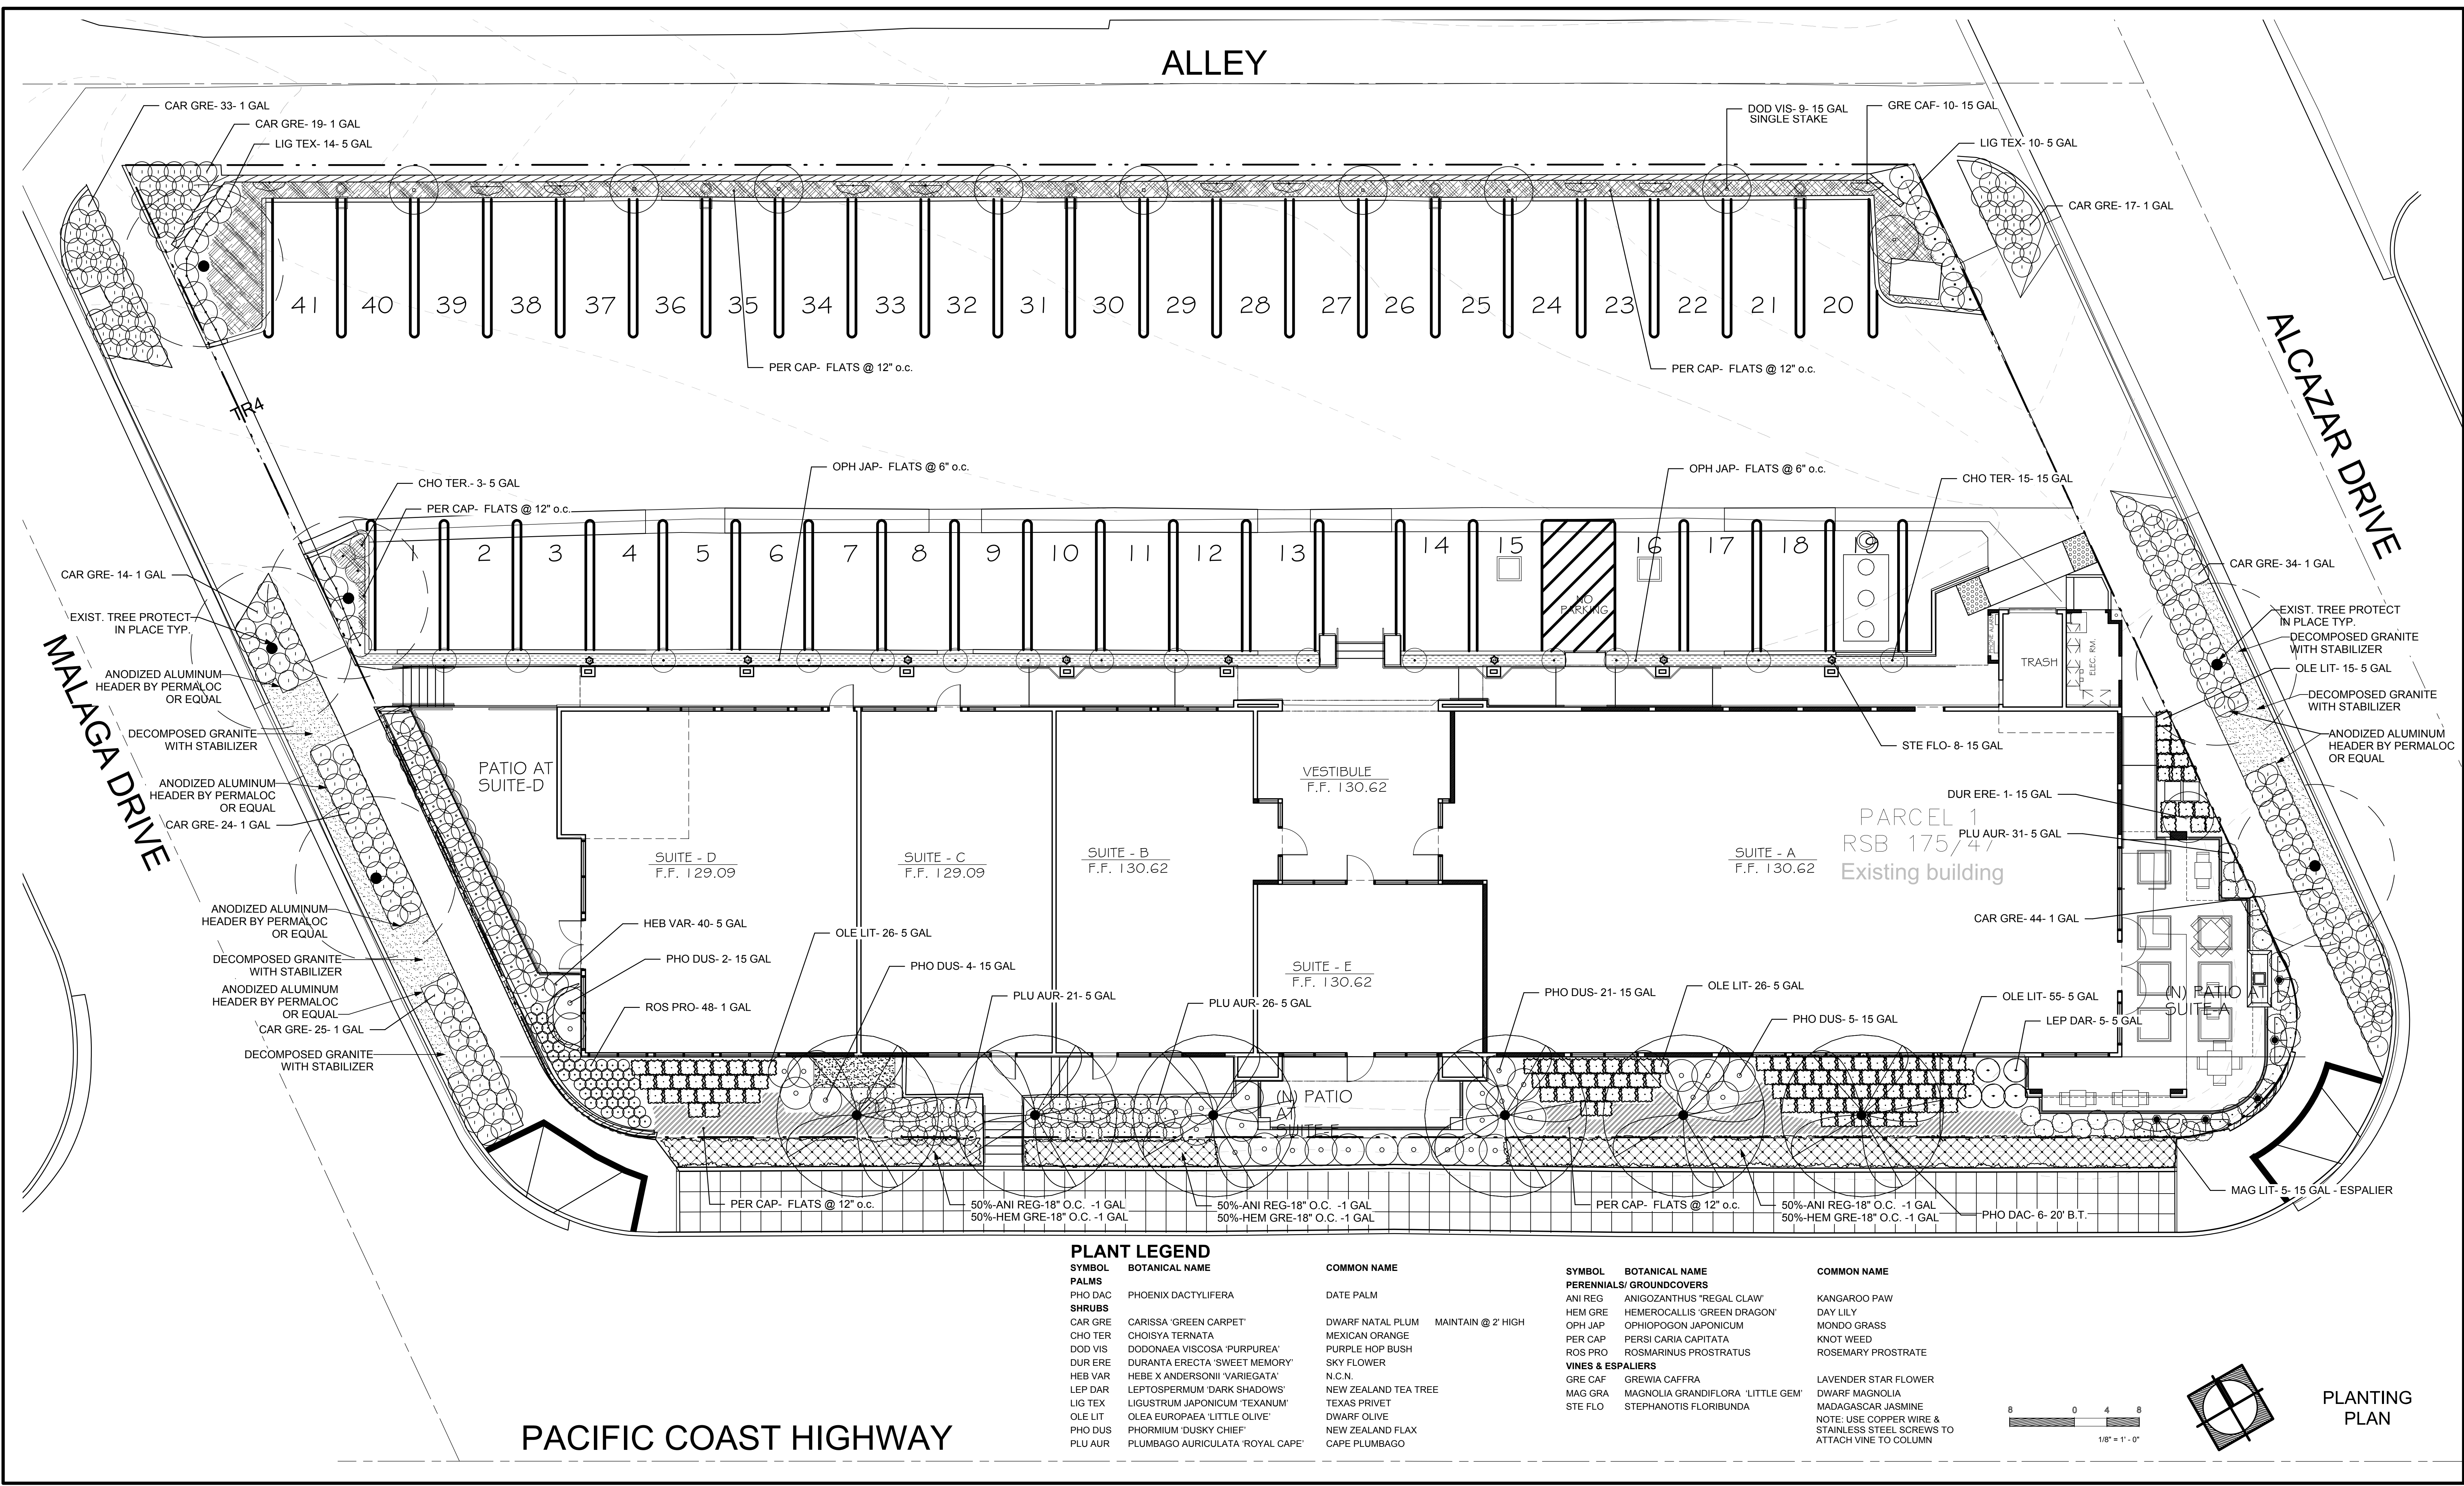 ALLEY
CAR GRE- 33- 1 GAL
CAR GRE- 19- 1 GAL
LIG TEX- 14- 5 GAL
DOD VIS- 9- 15 GAL
SINGLE STAKE
GRE CAF- 10- 15 GAL
LIG TEX- 10- 5 GAL
CAR GRE- 17- 1 GAL
41 40 39 38 37 36 35 34 33 32 31 30 29 28 27 26 25 24 23 22 21 20
PER CAP- FLATS @ 12" o.c.
PER CAP- FLATS @ 12" o.c.
TR4
ALCAZAR DRIVE
CHO TER.- 3- 5 GAL
PER CAP- FLATS @ 12" o.c.
OPH JAP- FLATS @ 6" o.c.
OPH JAP- FLATS @ 6" o.c.
CHO TER- 15- 15 GAL
1 2 3 4 5 6 7 8 9 10 11 12 13 14 15 16 17 18 19
NO
PARKING
CAR GRE- 14- 1 GAL
EXIST. TREE PROTECT
IN PLACE TYP.
ANODIZED ALUMINUM
HEADER BY PERMALOC
OR EQUAL
DECOMPOSED GRANITE
WITH STABILIZER
ANODIZED ALUMINUM
HEADER BY PERMALOC
OR EQUAL
CAR GRE- 24- 1 GAL
MALAGA DRIVE
ANODIZED ALUMINUM
HEADER BY PERMALOC
OR EQUAL
DECOMPOSED GRANITE
WITH STABILIZER
ANODIZED ALUMINUM
HEADER BY PERMALOC
OR EQUAL
CAR GRE- 25- 1 GAL
DECOMPOSED GRANITE
WITH STABILIZER
CAR GRE- 34- 1 GAL
EXIST. TREE PROTECT
IN PLACE TYP.
DECOMPOSED GRANITE
WITH STABILIZER
OLE LIT- 15- 5 GAL
DECOMPOSED GRANITE
WITH STABILIZER
ANODIZED ALUMINUM
HEADER BY PERMALOC
OR EQUAL
TRASH
ELEC. RM.
STE FLO- 8- 15 GAL
DUR ERE- 1- 15 GAL
PLU AUR- 31- 5 GAL
CAR GRE- 44- 1 GAL
PATIO AT
SUITE-D
SUITE - D
F.F. 129.09
SUITE - C
F.F. 129.09
SUITE - B
F.F. 130.62
VESTIBULE
F.F. 130.62
SUITE - E
F.F. 130.62
SUITE - A
F.F. 130.62
PARCEL 1
RSB 175/47
Existing building
(N) PATIO AT
SUITE-A
(N) PATIO
AT
SUITE-E
HEB VAR- 40- 5 GAL
PHO DUS- 2- 15 GAL
ROS PRO- 48- 1 GAL
OLE LIT- 26- 5 GAL
PHO DUS- 4- 15 GAL
PLU AUR- 21- 5 GAL
PLU AUR- 26- 5 GAL
PHO DUS- 21- 15 GAL
OLE LIT- 26- 5 GAL
PHO DUS- 5- 15 GAL
OLE LIT- 55- 5 GAL
LEP DAR- 5- 5 GAL
MAG LIT- 5- 15 GAL - ESPALIER
PER CAP- FLATS @ 12" o.c.
50%-ANI REG-18" O.C. -1 GAL
50%-HEM GRE-18" O.C. -1 GAL
50%-ANI REG-18" O.C. -1 GAL
50%-HEM GRE-18" O.C. -1 GAL
PER CAP- FLATS @ 12" o.c.
50%-ANI REG-18" O.C. -1 GAL
50%-HEM GRE-18" O.C. -1 GAL
PHO DAC- 6- 20' B.T.
PACIFIC COAST HIGHWAY
PLANT LEGEND
SYMBOL BOTANICAL NAME COMMON NAME
PALMS
PHO DAC PHOENIX DACTYLIFERA DATE PALM
SHRUBS
CAR GRE CARISSA ‘GREEN CARPET’ DWARF NATAL PLUM MAINTAIN @ 2' HIGH
CHO TER CHOISYA TERNATA MEXICAN ORANGE
DOD VIS DODONAEA VISCOSA ‘PURPUREA’ PURPLE HOP BUSH
DUR ERE DURANTA ERECTA ‘SWEET MEMORY’ SKY FLOWER
HEB VAR HEBE X ANDERSONII ‘VARIEGATA’ N.C.N.
LEP DAR LEPTOSPERMUM ‘DARK SHADOWS’ NEW ZEALAND TEA TREE
LIG TEX LIGUSTRUM JAPONICUM ‘TEXANUM’ TEXAS PRIVET
OLE LIT OLEA EUROPAEA ‘LITTLE OLIVE’ DWARF OLIVE
PHO DUS PHORMIUM ‘DUSKY CHIEF’ NEW ZEALAND FLAX
PLU AUR PLUMBAGO AURICULATA ‘ROYAL CAPE’ CAPE PLUMBAGO
SYMBOL BOTANICAL NAME COMMON NAME
PERENNIALS/ GROUNDCOVERS
ANI REG ANIGOZANTHUS "REGAL CLAW’ KANGAROO PAW
HEM GRE HEMEROCALLIS ‘GREEN DRAGON’ DAY LILY
OPH JAP OPHIOPOGON JAPONICUM MONDO GRASS
PER CAP PERSI CARIA CAPITATA KNOT WEED
ROS PRO ROSMARINUS PROSTRATUS ROSEMARY PROSTRATE
VINES & ESPALIERS
GRE CAF GREWIA CAFFRA LAVENDER STAR FLOWER
MAG GRA MAGNOLIA GRANDIFLORA ‘LITTLE GEM’ DWARF MAGNOLIA
STE FLO STEPHANOTIS FLORIBUNDA MADAGASCAR JASMINE
NOTE: USE COPPER WIRE &
STAINLESS STEEL SCREWS TO
ATTACH VINE TO COLUMN
8 0 4 8
1/8" = 1' - 0"
PLANTING
PLAN